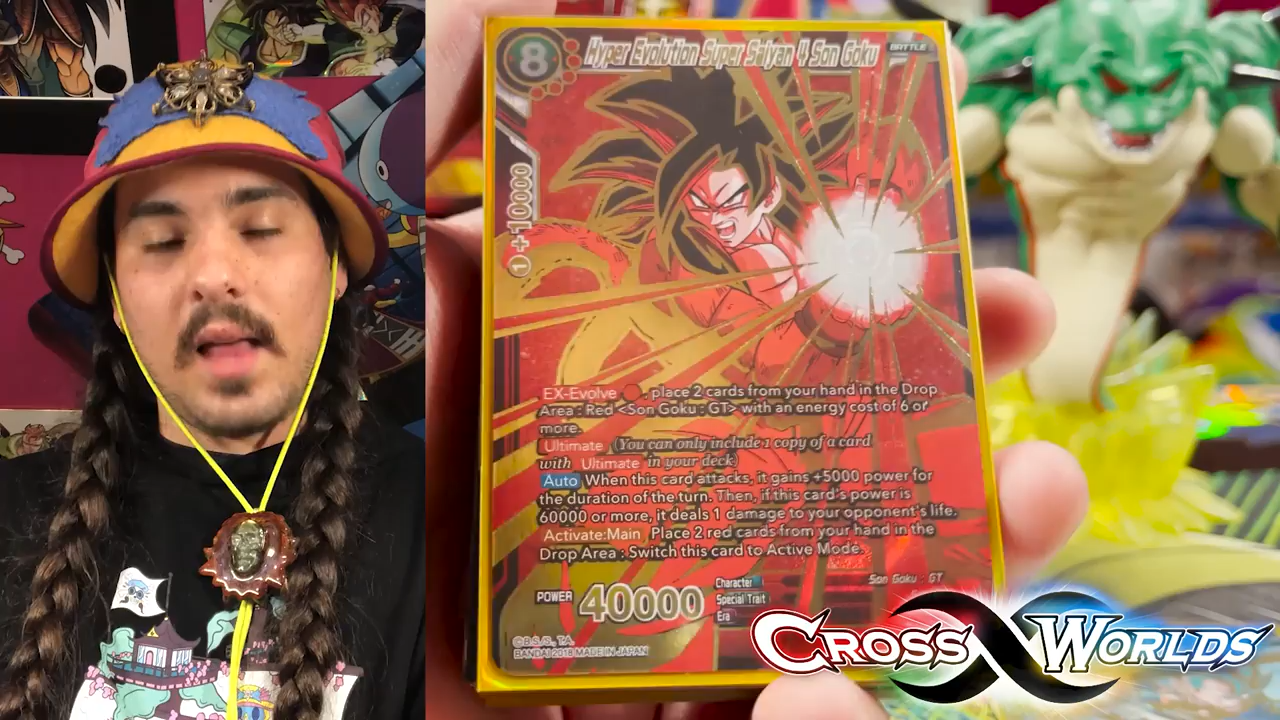 8
Hyper Evolution Super Saiyan 4 Son Goku
BATTLE
1 +10000
EX-Evolve , place 2 cards from your hand in the Drop
Area : Red <Son Goku : GT> with an energy cost of 6 or
more.
Ultimate (You can only include 1 copy of a card
with Ultimate in your deck)
Auto When this card attacks, it gains +5000 power for
the duration of the turn. Then, if this card's power is
60000 or more, it deals 1 damage to your opponent's life.
Activate:Main Place 2 red cards from your hand in the
Drop Area : Switch this card to Active Mode.
POWER 40000
Character Son Goku : GT
Special Trait
Era
©B.S./S., T.A.
BANDAI 2018 MADE IN JAPAN
CROSS WORLDS